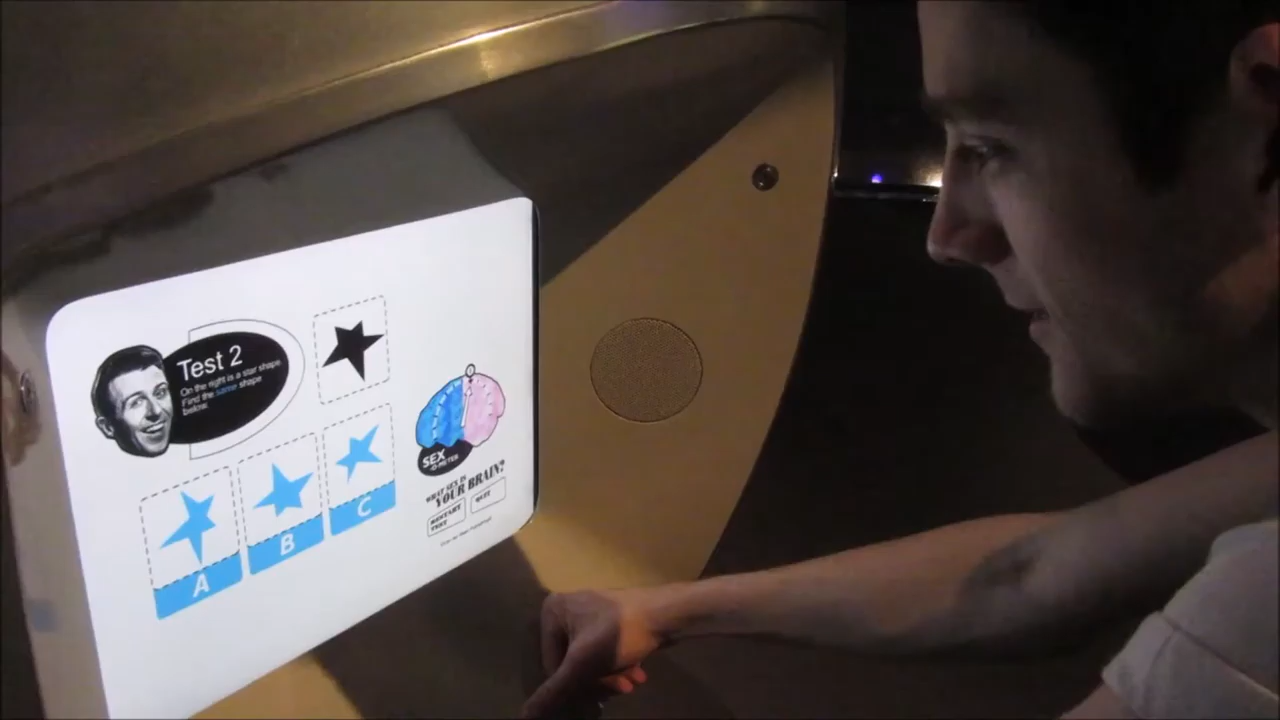 Test 2
On the right is a star shape
Find the same shape
below:
SEX
-O-METER
WHAT SEX IS
YOUR BRAIN?
RESTART
TEST
QUIT
A
B
C